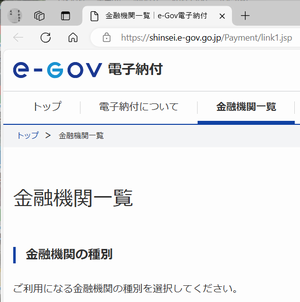 金融機関一覧 | e-Gov電子納付
https://shinsei.e-gov.go.jp/Payment/link1.jsp
e-GOV 電子納付
トップ 電子納付について 金融機関一覧
トップ > 金融機関一覧
金融機関一覧
金融機関の種別
ご利用になる金融機関の種別を選択してください。